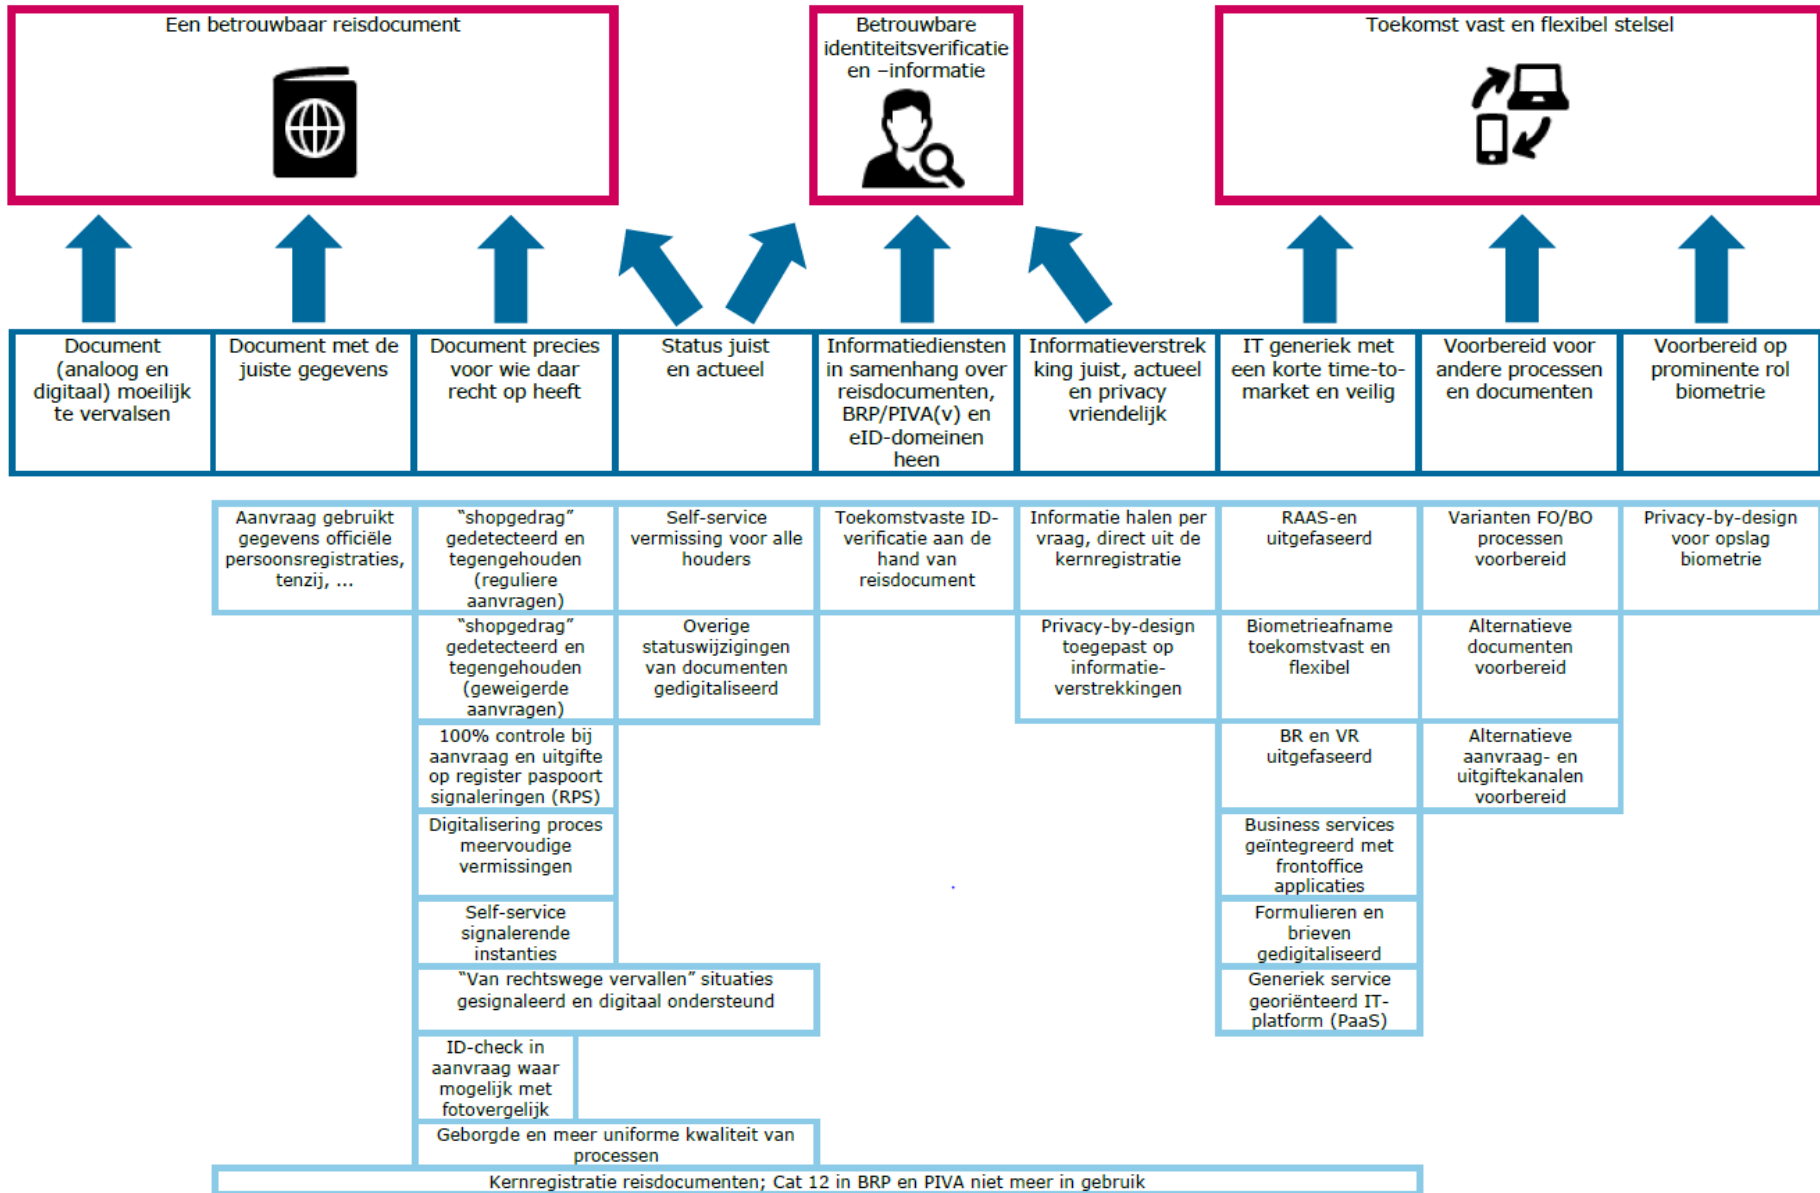 Een betrouwbaar reisdocument
Betrouwbare
identiteitsverificatie
en –informatie
Toekomst vast en flexibel stelsel
Document
(analoog en
digitaal) moeilijk
te vervalsen
Document met de
juiste gegevens
Document precies
voor wie daar
recht op heeft
Status juist
en actueel
Informatiediensten
in samenhang over
reisdocumenten,
BRP/PIVA(v) en
eID-domeinen
heen
Informatieverstrek
king juist, actueel
en privacy
vriendelijk
IT generiek met
een korte time-to-
market en veilig
Voorbereid voor
andere processen
en documenten
Voorbereid op
prominente rol
biometrie
Aanvraag gebruikt
gegevens officiële
persoonsregistraties,
tenzij, ...
“shopgedrag”
gedetecteerd en
tegengehouden
(reguliere
aanvragen)
Self-service
vermissing voor alle
houders
Toekomstvaste ID-
verificatie aan de
hand van
reisdocument
Informatie halen per
vraag, direct uit de
kernregistratie
RAAS-en
uitgefaseerd
Varianten FO/BO
processen
voorbereid
Privacy-by-design
voor opslag
biometrie
“shopgedrag”
gedetecteerd en
tegengehouden
(geweigerde
aanvragen)
Overige
statuswijzigingen
van documenten
gedigitaliseerd
Privacy-by-design
toegepast op
informatie-
verstrekkingen
Biometrieafname
toekomstvast en
flexibel
Alternatieve
documenten
voorbereid
100% controle bij
aanvraag en uitgifte
op register paspoort
signaleringen (RPS)
BR en VR
uitgefaseerd
Alternatieve
aanvraag- en
uitgiftekanalen
voorbereid
Digitalisering proces
meervoudige
vermissingen
Business services
geïntegreerd met
frontoffice
applicaties
Self-service
signalerende
instanties
Formulieren en
brieven
gedigitaliseerd
“Van rechtswege vervallen” situaties
gesignaleerd en digitaal ondersteund
Generiek service
georiënteerd IT-
platform (PaaS)
ID-check in
aanvraag waar
mogelijk met
fotovergelijk
Geborgde en meer uniforme kwaliteit van
processen
Kernregistratie reisdocumenten; Cat 12 in BRP en PIVA niet meer in gebruik